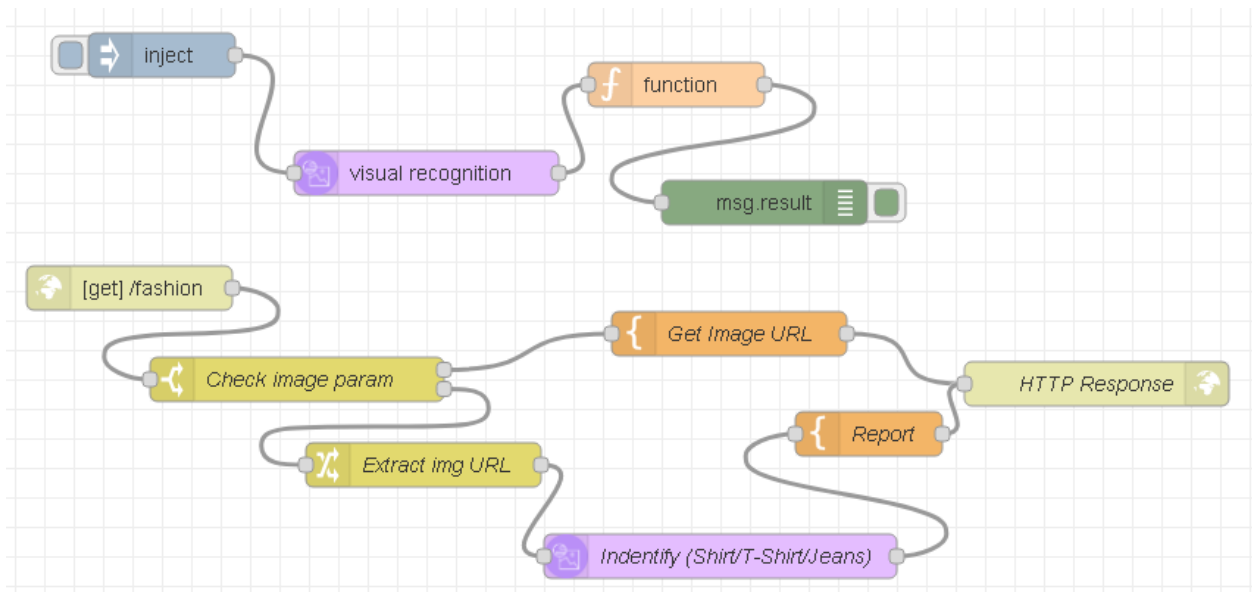 inject
function
visual recognition
msg.result
[get] /fashion
Get Image URL
Check image param
HTTP Response
Report
Extract img URL
Indentify (Shirt/T-Shirt/Jeans)